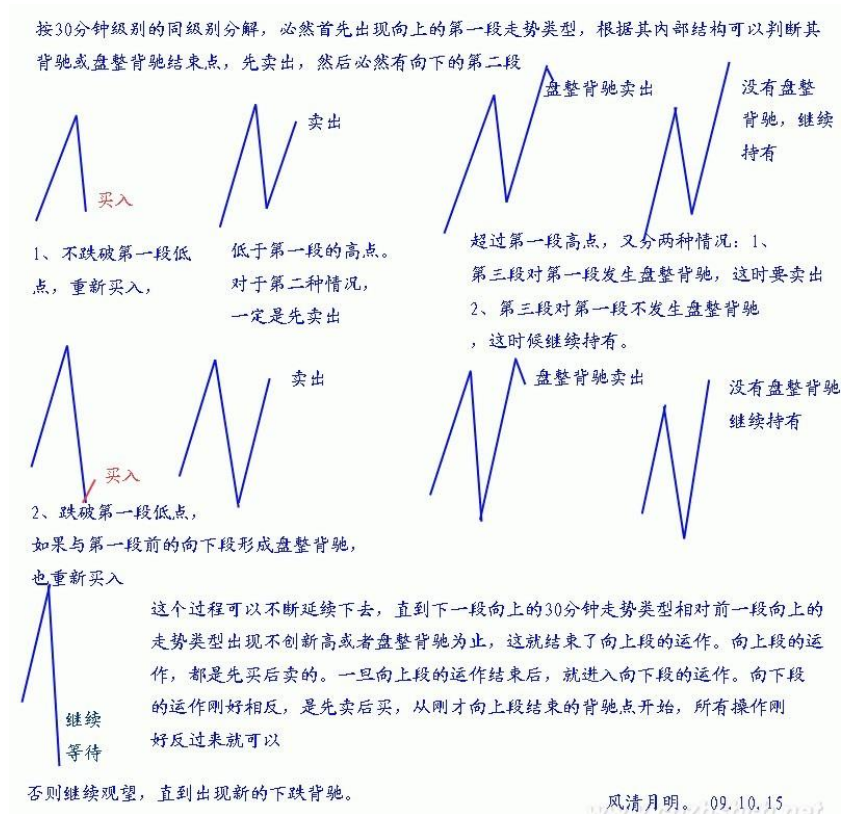 按30分钟级别的同级别分解，必然首先出现向上的第一段走势类型，根据其内部结构可以判断其
背驰或盘整背驰结束点，先卖出，然后必然有向下的第二段
买入
卖出
盘整背驰卖出
没有盘整
背驰，继续
持有
1、不跌破第一段低
点，重新买入，
低于第一段的高点。
对于第二种情况，
一定是先卖出
超过第一段高点，又分两种情况：1、
第三段对第一段发生盘整背驰，这时要卖出
2、第三段对第一段不发生盘整背驰
，这时候继续持有。
买入
卖出
盘整背驰卖出
没有盘整背驰
继续持有
2、跌破第一段低点，
如果与第一段前的向下段形成盘整背驰，
也重新买入
这个过程可以不断延续下去，直到下一段向上的30分钟走势类型相对前一段向上的
走势类型出现不创新高或者盘整背驰为止，这就结束了向上段的运作。向上段的运
作，都是先买后卖的。一旦向上段的运作结束后，就进入向下段的运作。向下段
的运作刚好相反，是先卖后买，从刚才向上段结束的背驰点开始，所有操作刚
好反过来就可以
继续
等待
否则继续观望，直到出现新的下跌背驰。
风清月明。 09.10.15